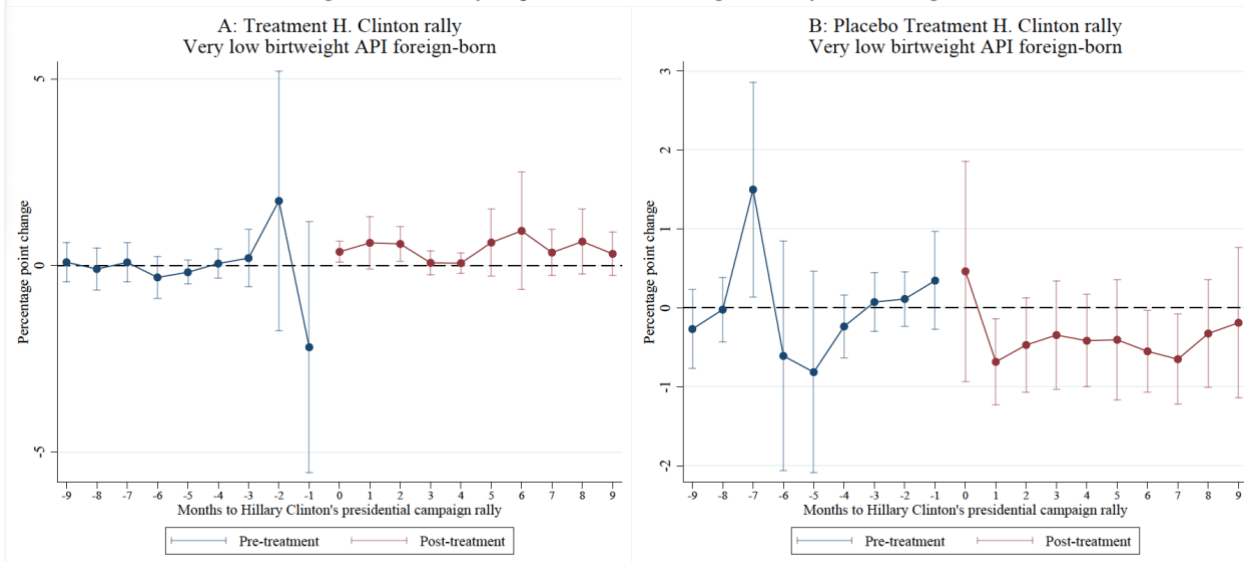 A: Treatment H. Clinton rally
Very low birtweight API foreign-born
Percentage point change
5
0
-5
-9 -8 -7 -6 -5 -4 -3 -2 -1 0 1 2 3 4 5 6 7 8 9
Months to Hillary Clinton's presidential campaign rally
Pre-treatment Post-treatment
B: Placebo Treatment H. Clinton rally
Very low birtweight API foreign-born
Percentage point change
3
2
1
0
-1
-2
-9 -8 -7 -6 -5 -4 -3 -2 -1 0 1 2 3 4 5 6 7 8 9
Months to Hillary Clinton's presidential campaign rally
Pre-treatment Post-treatment